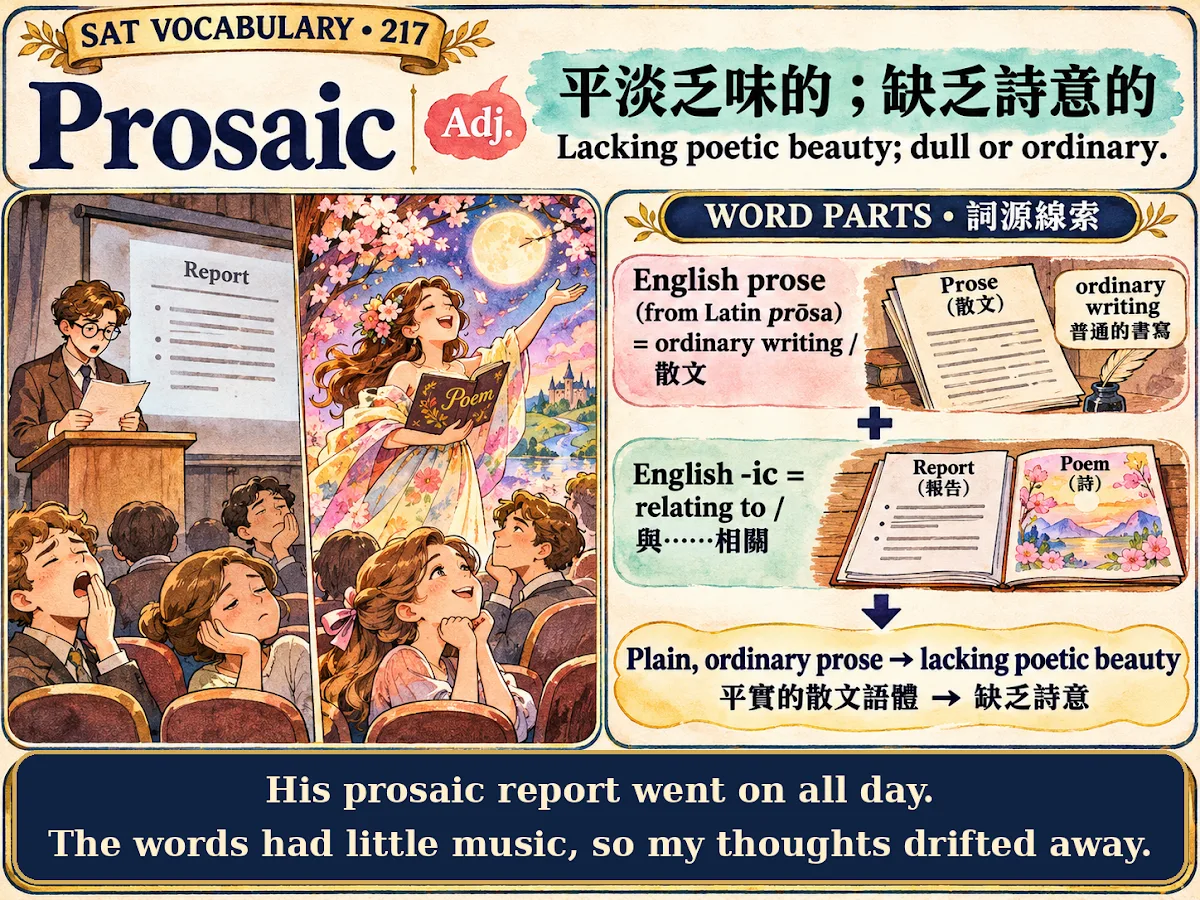 SAT VOCABULARY • 217
Prosaic
Adj.
平淡乏味的；缺乏詩意的
Lacking poetic beauty; dull or ordinary.
Report
Poem
WORD PARTS • 詞源線索
English prose
(from Latin prōsa)
= ordinary writing /
散文
Prose
（散文）
ordinary
writing
普通的書寫
+
English -ic =
relating to /
與⋯⋯相關
Report
（報告）
Poem
（詩）
Plain, ordinary prose → lacking poetic beauty
平實的散文語體 → 缺乏詩意
His prosaic report went on all day.
The words had little music, so my thoughts drifted away.